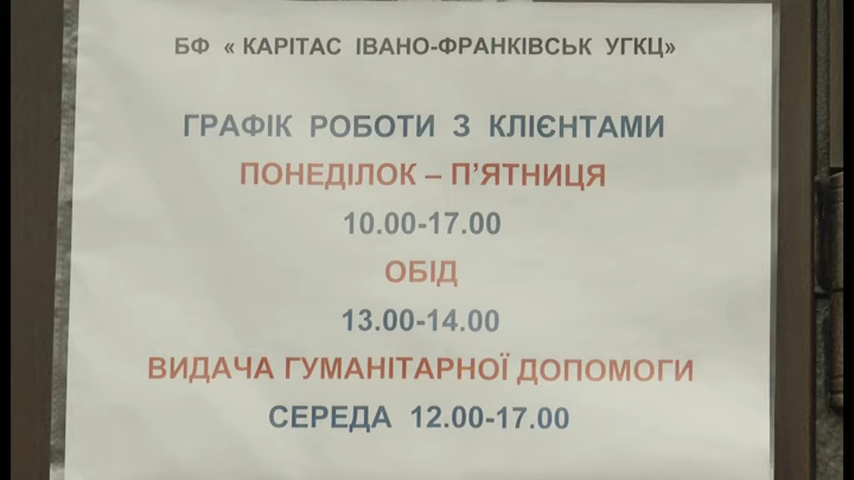 БФ « КАРІТАС ІВАНО-ФРАНКІВСЬК УГКЦ»
ГРАФІК РОБОТИ З КЛІЄНТАМИ
ПОНЕДІЛОК – П’ЯТНИЦЯ
10.00-17.00
ОБІД
13.00-14.00
ВИДАЧА ГУМАНІТАРНОЇ ДОПОМОГИ
СЕРЕДА 12.00-17.00